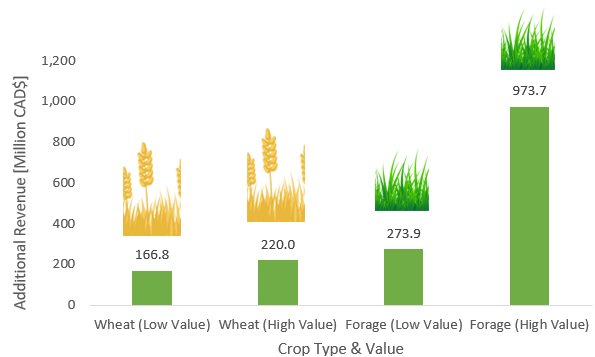 Additional Revenue [Million CAD$]
1,200
1,000
800
600
400
200
0
166.8
220.0
273.9
973.7
Wheat (Low Value)
Wheat (High Value)
Forage (Low Value)
Forage (High Value)
Crop Type & Value